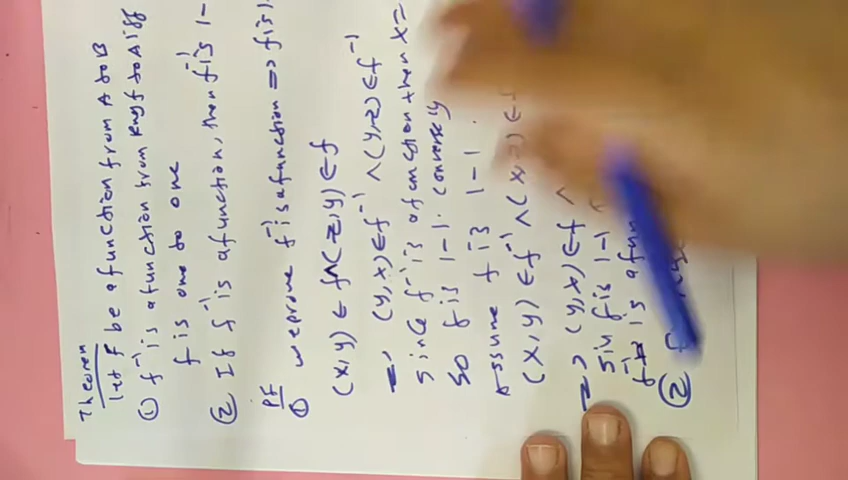 Theorem
let f be a function from A to B
① f⁻¹ is a function from Rngf to A iff
f is one to one
② If f⁻¹ is a function, then f⁻¹ is 1-
pf
① we prove f⁻¹ is a function => f is 1
(x,y) ∈ f ∧ (z,y) ∈ f
=> (y,x) ∈ f⁻¹ ∧ (y,z) ∈ f⁻¹
since f⁻¹ is a function then x =
so f is 1-1. conversely
Assume f is 1-1.
(x,y) ∈ f⁻¹ ∧ (x,z) ∈ f
=> (y,x) ∈ f ∧
sin f is 1-1
f⁻¹ is a fun
② f